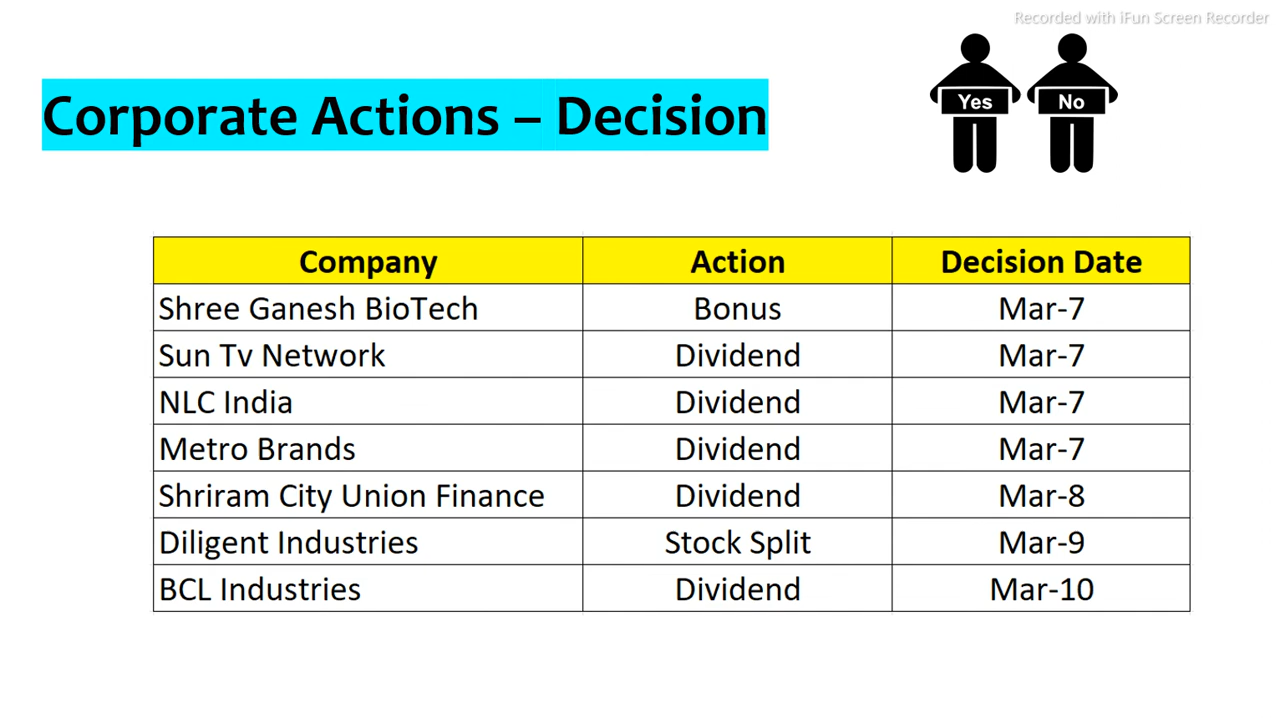 Recorded with iFun Screen Recorder
Yes No
Corporate Actions – Decision
Company Action Decision Date
Shree Ganesh BioTech Bonus Mar-7
Sun Tv Network Dividend Mar-7
NLC India Dividend Mar-7
Metro Brands Dividend Mar-7
Shriram City Union Finance Dividend Mar-8
Diligent Industries Stock Split Mar-9
BCL Industries Dividend Mar-10